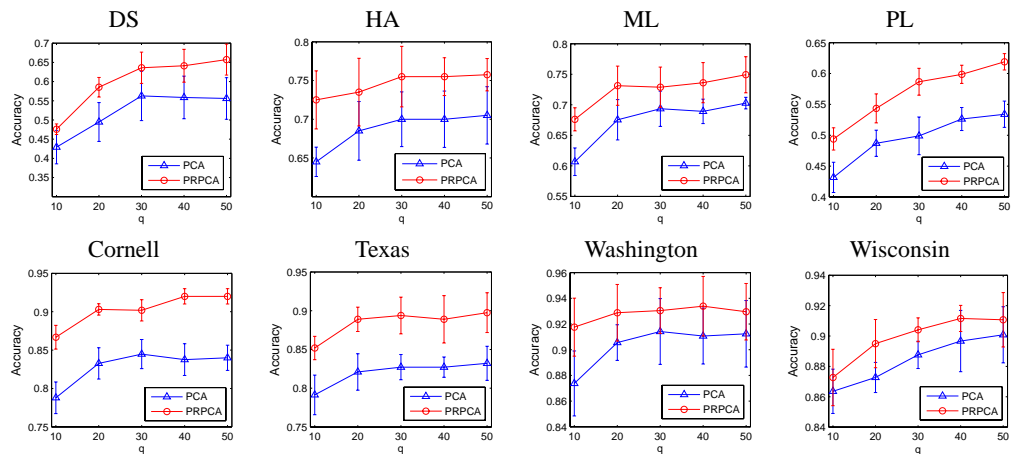 DS HA ML PL
0.7
0.65
0.6
0.55
0.5
0.45
0.4
0.35
Accuracy
10 20 30 40 50
q
PCA
PRPCA
0.8
0.75
0.7
0.65
Accuracy
10 20 30 40 50
q
PCA
PRPCA
0.8
0.75
0.7
0.65
0.6
0.55
Accuracy
10 20 30 40 50
q
PCA
PRPCA
0.65
0.6
0.55
0.5
0.45
0.4
Accuracy
10 20 30 40 50
q
PCA
PRPCA
Cornell Texas Washington Wisconsin
0.95
0.9
0.85
0.8
0.75
Accuracy
10 20 30 40 50
q
PCA
PRPCA
0.95
0.9
0.85
0.8
0.75
Accuracy
10 20 30 40 50
q
PCA
PRPCA
0.96
0.94
0.92
0.9
0.88
0.86
0.84
Accuracy
10 20 30 40 50
q
PCA
PRPCA
0.94
0.92
0.9
0.88
0.86
0.84
Accuracy
10 20 30 40 50
q
PCA
PRPCA